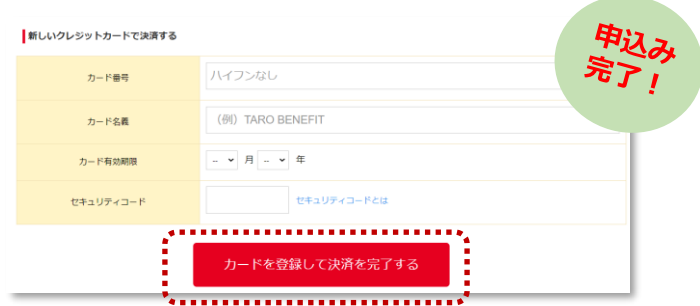 新しいクレジットカードで決済する
申込み
完了！
カード番号
ハイフンなし
カード名義
（例）TARO BENEFIT
カード有効期限
-- 月 -- 年
セキュリティコード
セキュリティコードとは
カードを登録して決済を完了する